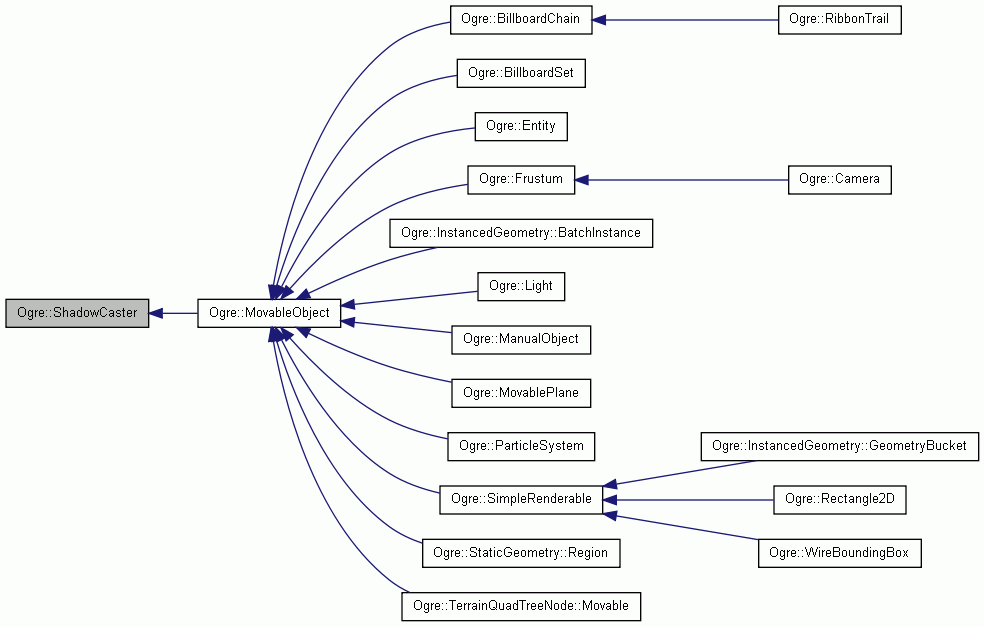 Ogre::BillboardChain
Ogre::RibbonTrail
Ogre::BillboardSet
Ogre::Entity
Ogre::Frustum
Ogre::Camera
Ogre::InstancedGeometry::BatchInstance
Ogre::Light
Ogre::ShadowCaster
Ogre::MovableObject
Ogre::ManualObject
Ogre::MovablePlane
Ogre::ParticleSystem
Ogre::InstancedGeometry::GeometryBucket
Ogre::SimpleRenderable
Ogre::Rectangle2D
Ogre::StaticGeometry::Region
Ogre::WireBoundingBox
Ogre::TerrainQuadTreeNode::Movable